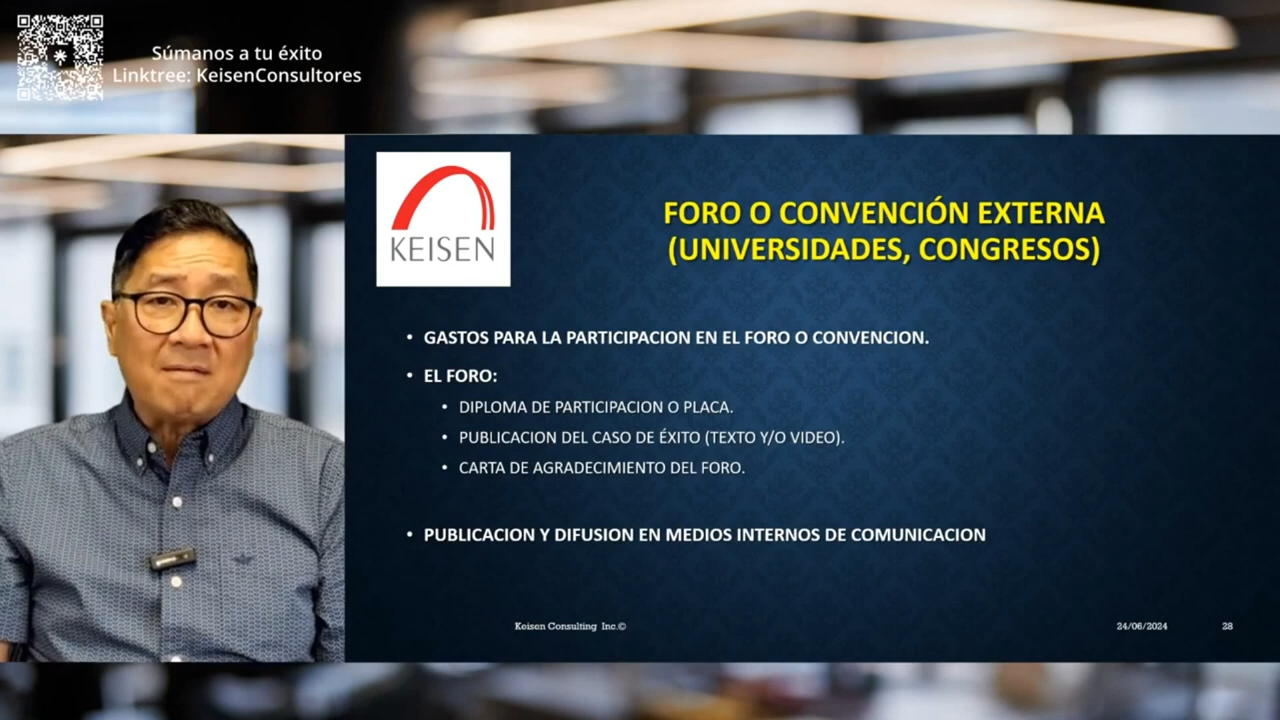 Súmanos a tu éxito
Linktree: KeisenConsultores
KEISEN
FORO O CONVENCIÓN EXTERNA
(UNIVERSIDADES, CONGRESOS)
• GASTOS PARA LA PARTICIPACION EN EL FORO O CONVENCION.
• EL FORO:
• DIPLOMA DE PARTICIPACION O PLACA.
• PUBLICACION DEL CASO DE ÉXITO (TEXTO Y/O VIDEO).
• CARTA DE AGRADECIMIENTO DEL FORO.
• PUBLICACION Y DIFUSION EN MEDIOS INTERNOS DE COMUNICACION
Keisen Consulting Inc.©
24/06/2024
28